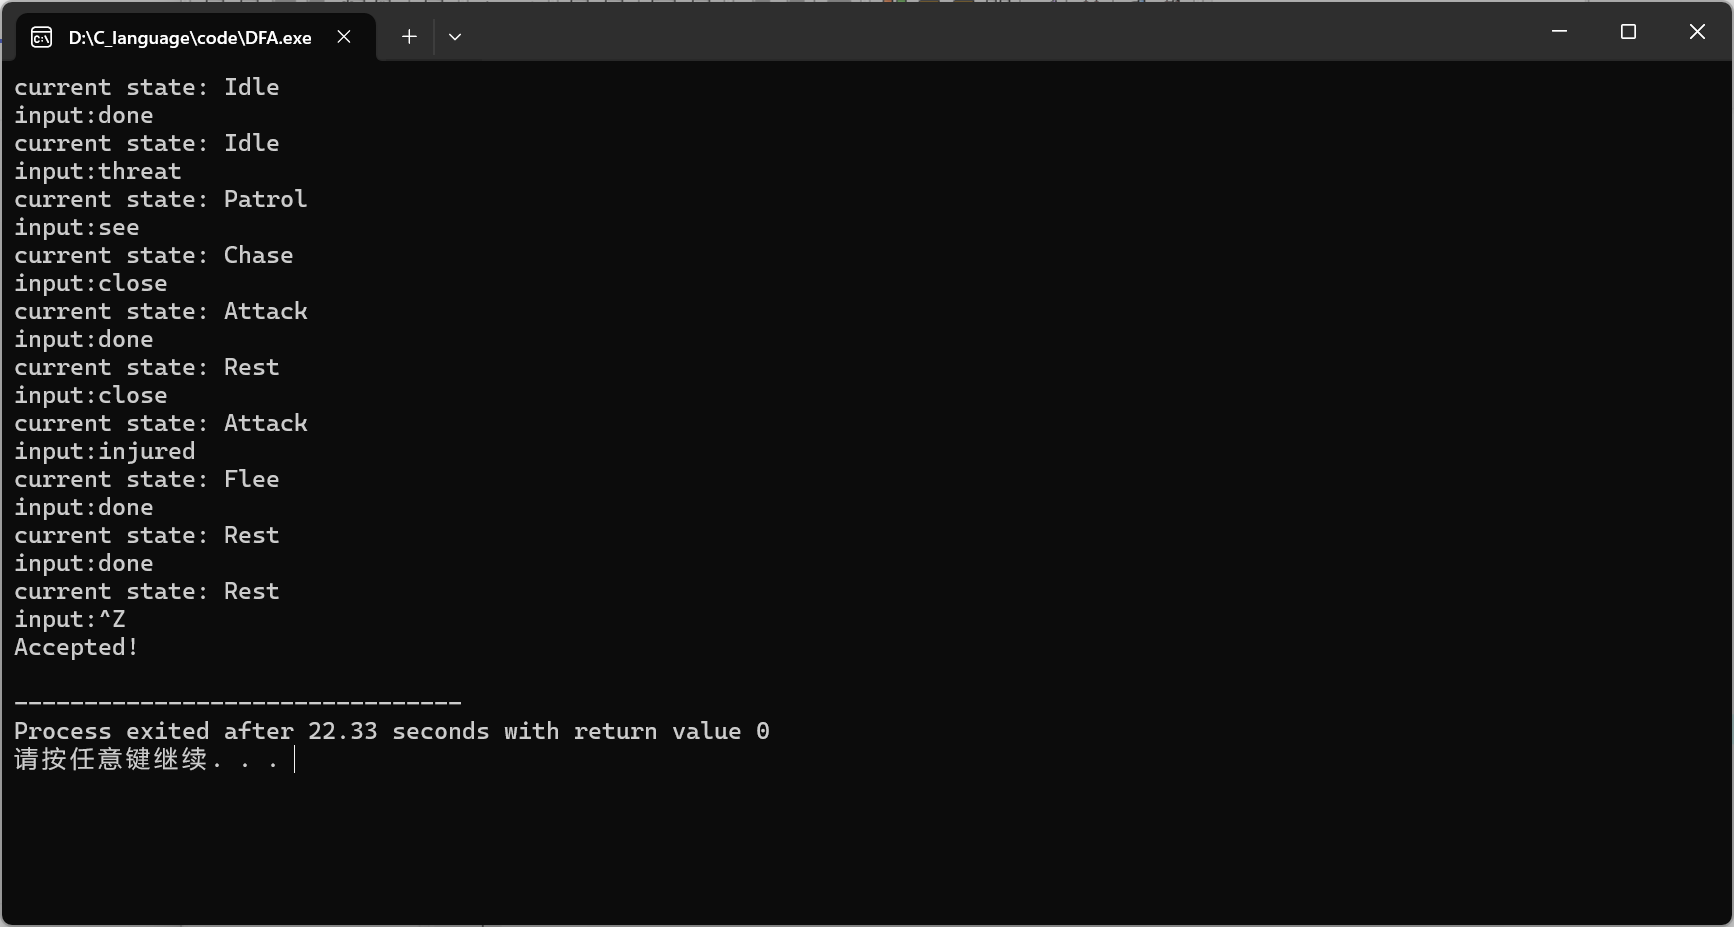 D:\C_language\code\DFA.exe
current state: Idle
input:done
current state: Idle
input:threat
current state: Patrol
input:see
current state: Chase
input:close
current state: Attack
input:done
current state: Rest
input:close
current state: Attack
input:injured
current state: Flee
input:done
current state: Rest
input:done
current state: Rest
input:^Z
Accepted!
--------------------------------
Process exited after 22.33 seconds with return value 0
请按任意键继续. . .